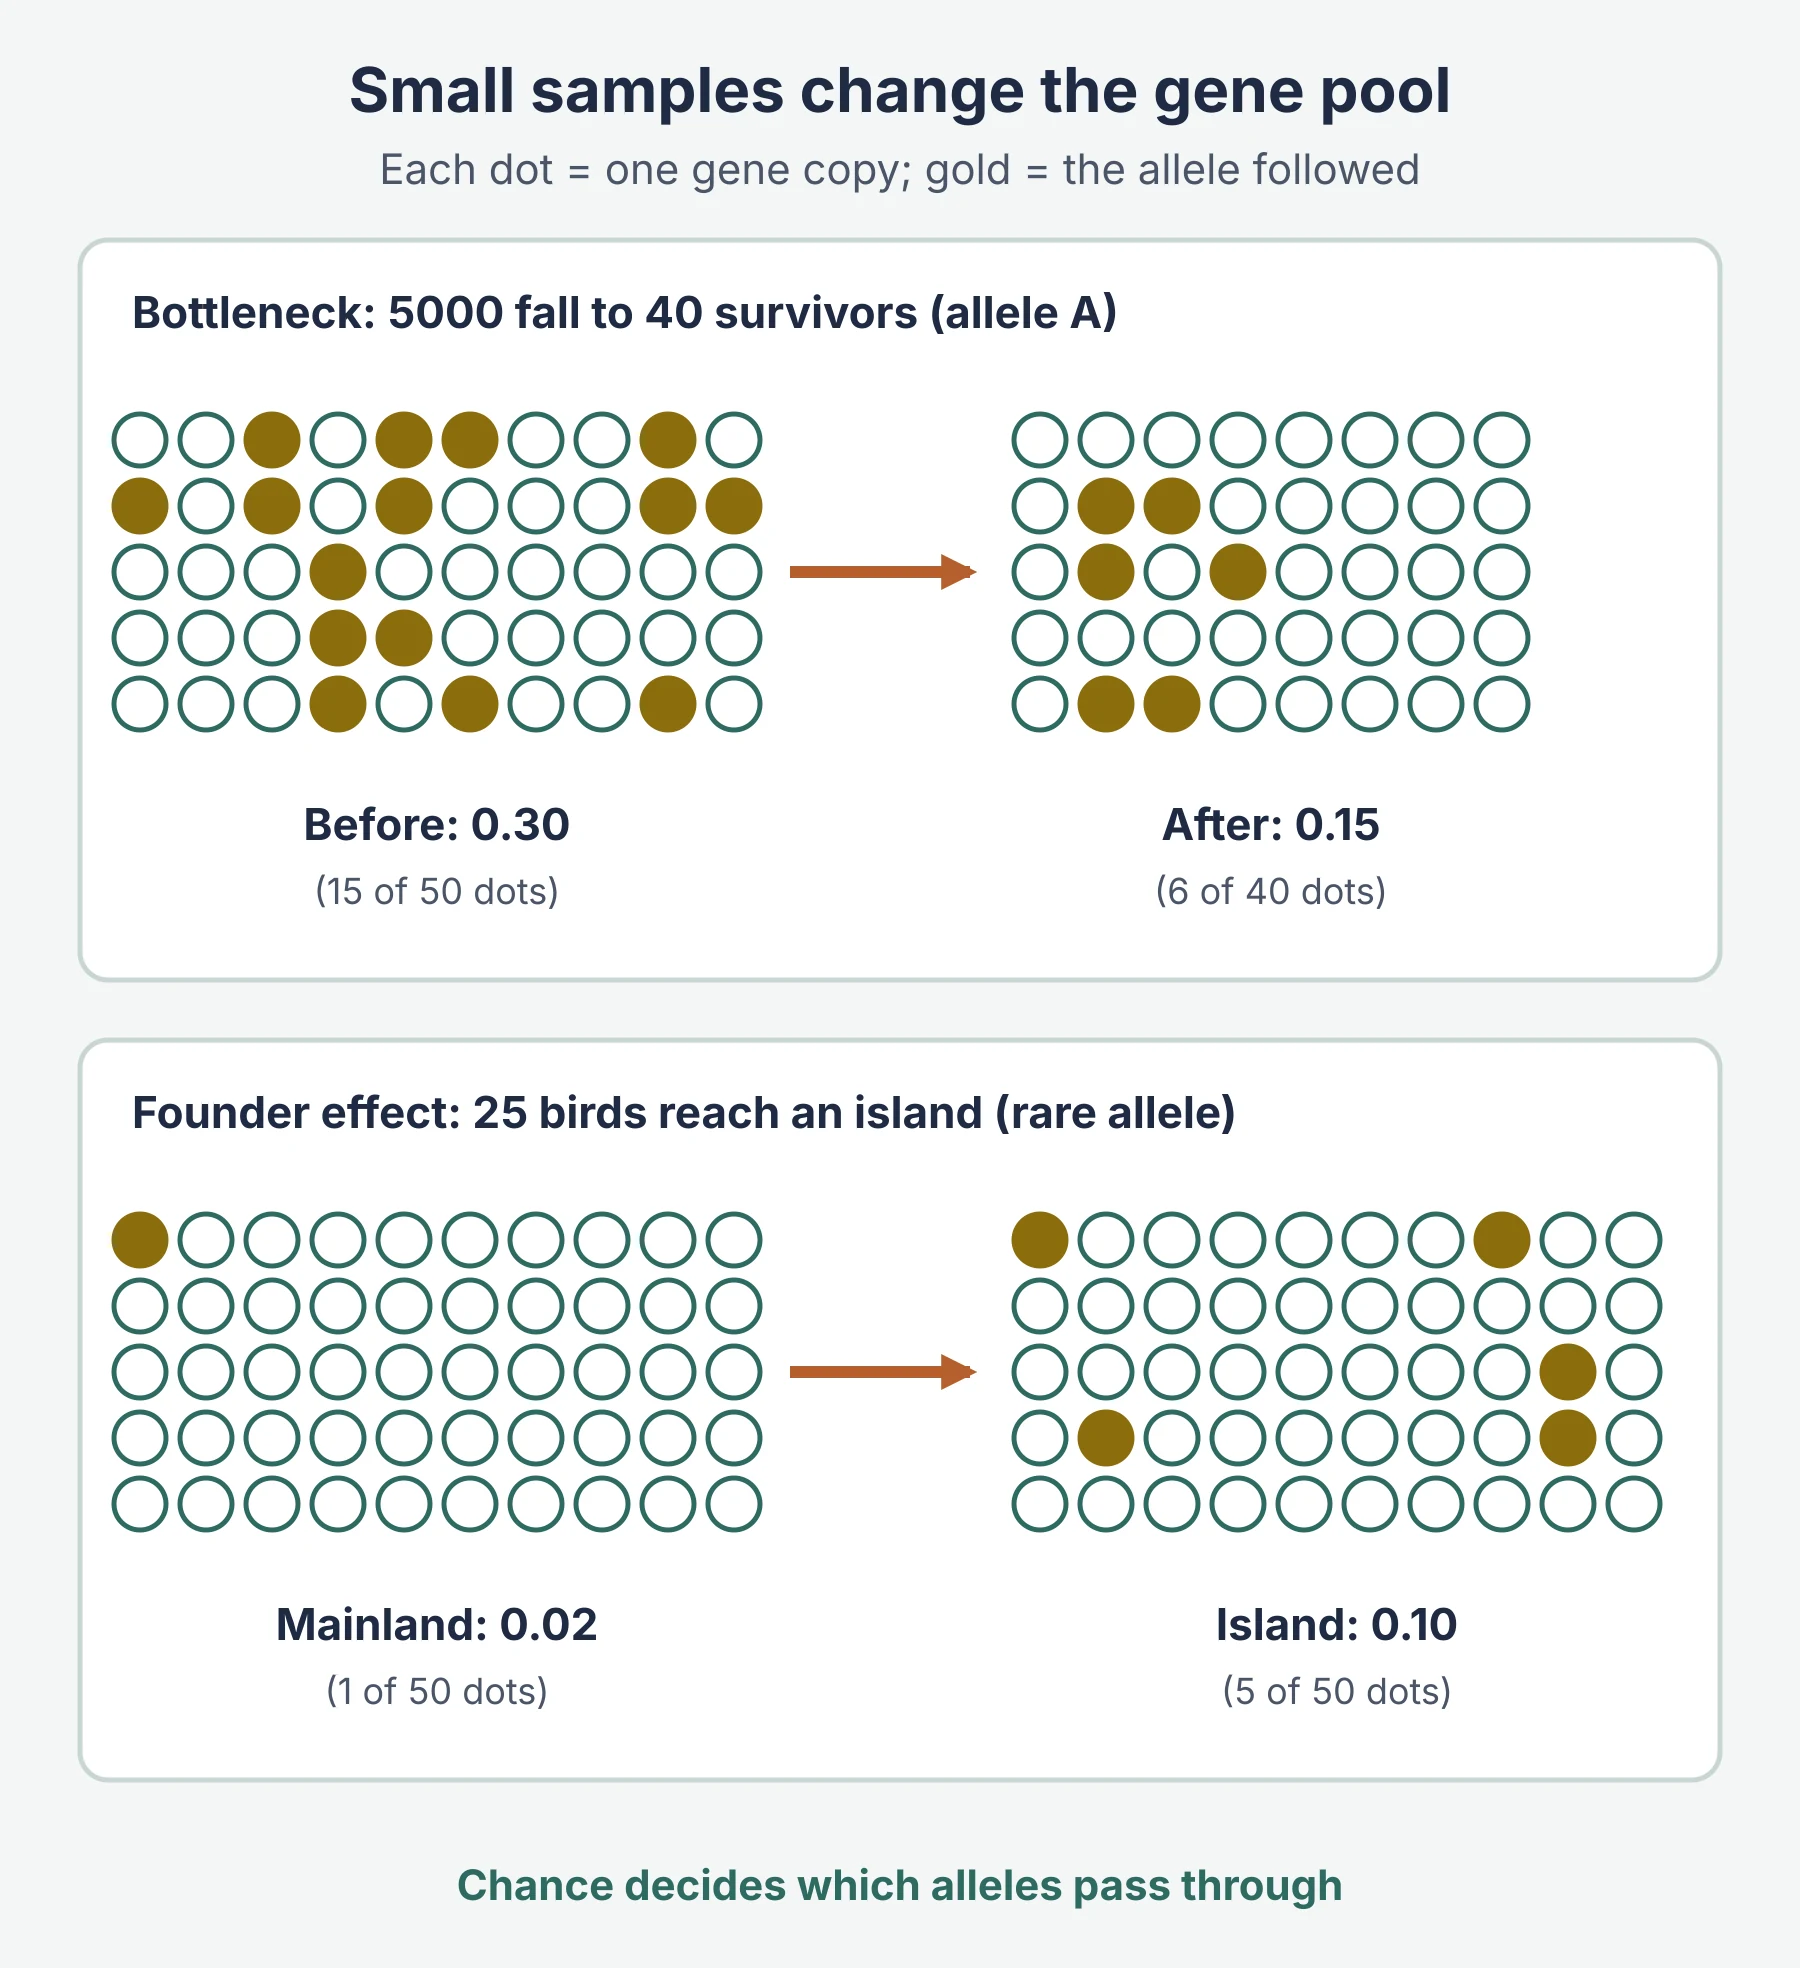 Small samples change the gene pool
Each dot = one gene copy; gold = the allele followed
Bottleneck: 5000 fall to 40 survivors (allele A)
Before: 0.30
(15 of 50 dots)
After: 0.15
(6 of 40 dots)
Founder effect: 25 birds reach an island (rare allele)
Mainland: 0.02
(1 of 50 dots)
Island: 0.10
(5 of 50 dots)
Chance decides which alleles pass through